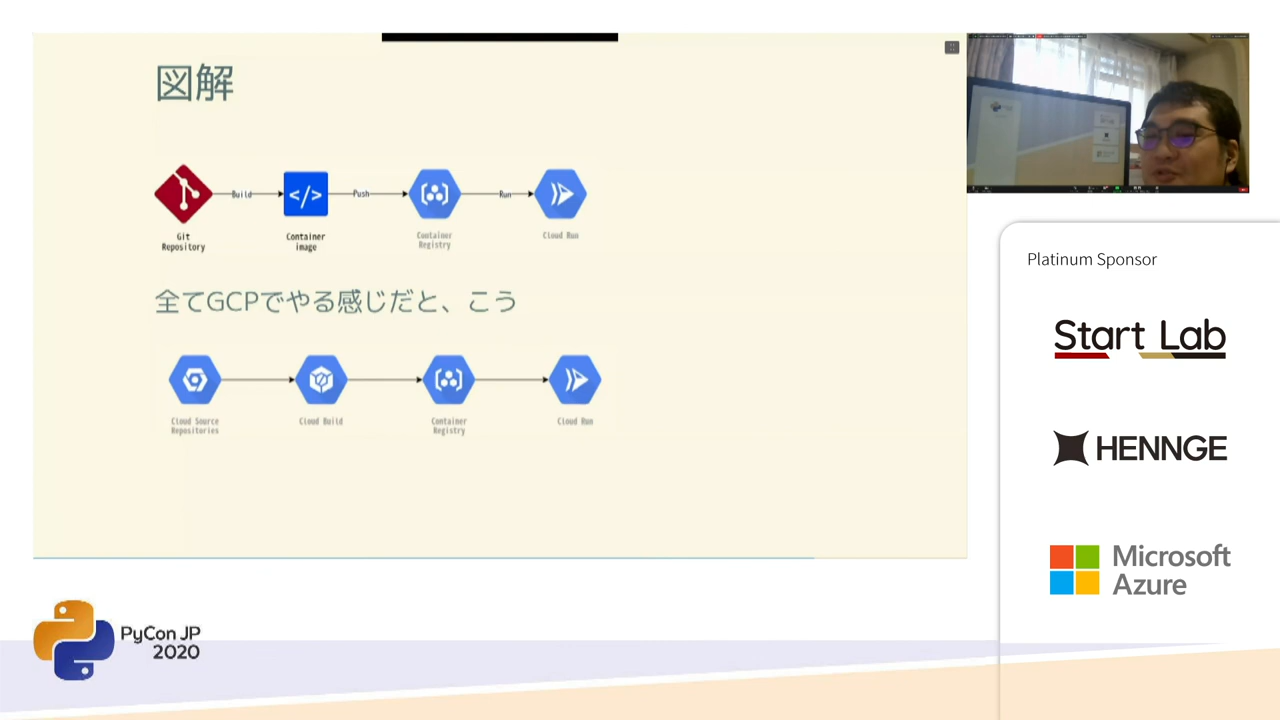 図解
Build
Push
Run
Git
Repository
Container
image
Container
Registry
Cloud Run
全てGCPでやる感じだと、こう
Cloud Source
Repositories
Cloud Build
Container
Registry
Cloud Run
Platinum Sponsor
Start Lab
HENNGE
Microsoft
Azure
PyCon JP
2020